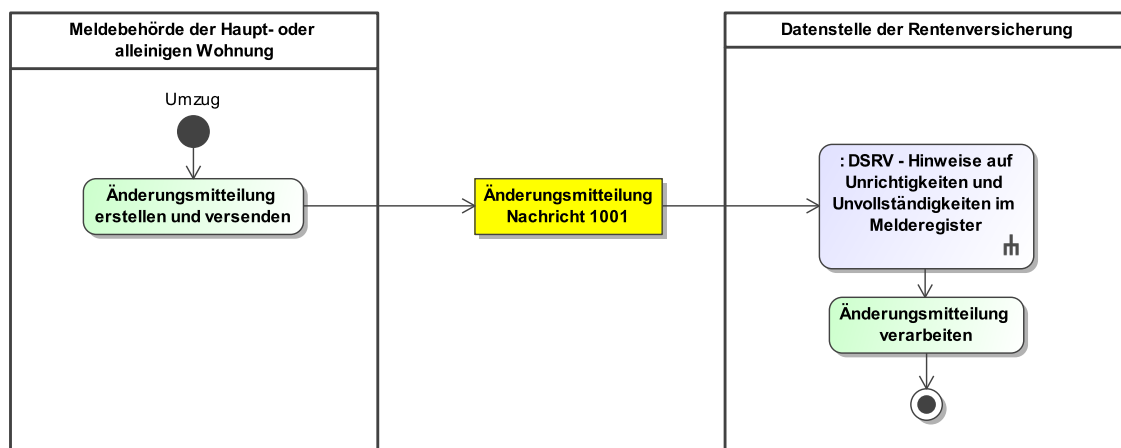 Meldebehörde der Haupt- oder
alleinigen Wohnung
Umzug
Änderungsmitteilung
erstellen und versenden
Änderungsmitteilung
Nachricht 1001
Datenstelle der Rentenversicherung
: DSRV - Hinweise auf
Unrichtigkeiten und
Unvollständigkeiten im
Melderegister
Änderungsmitteilung
verarbeiten